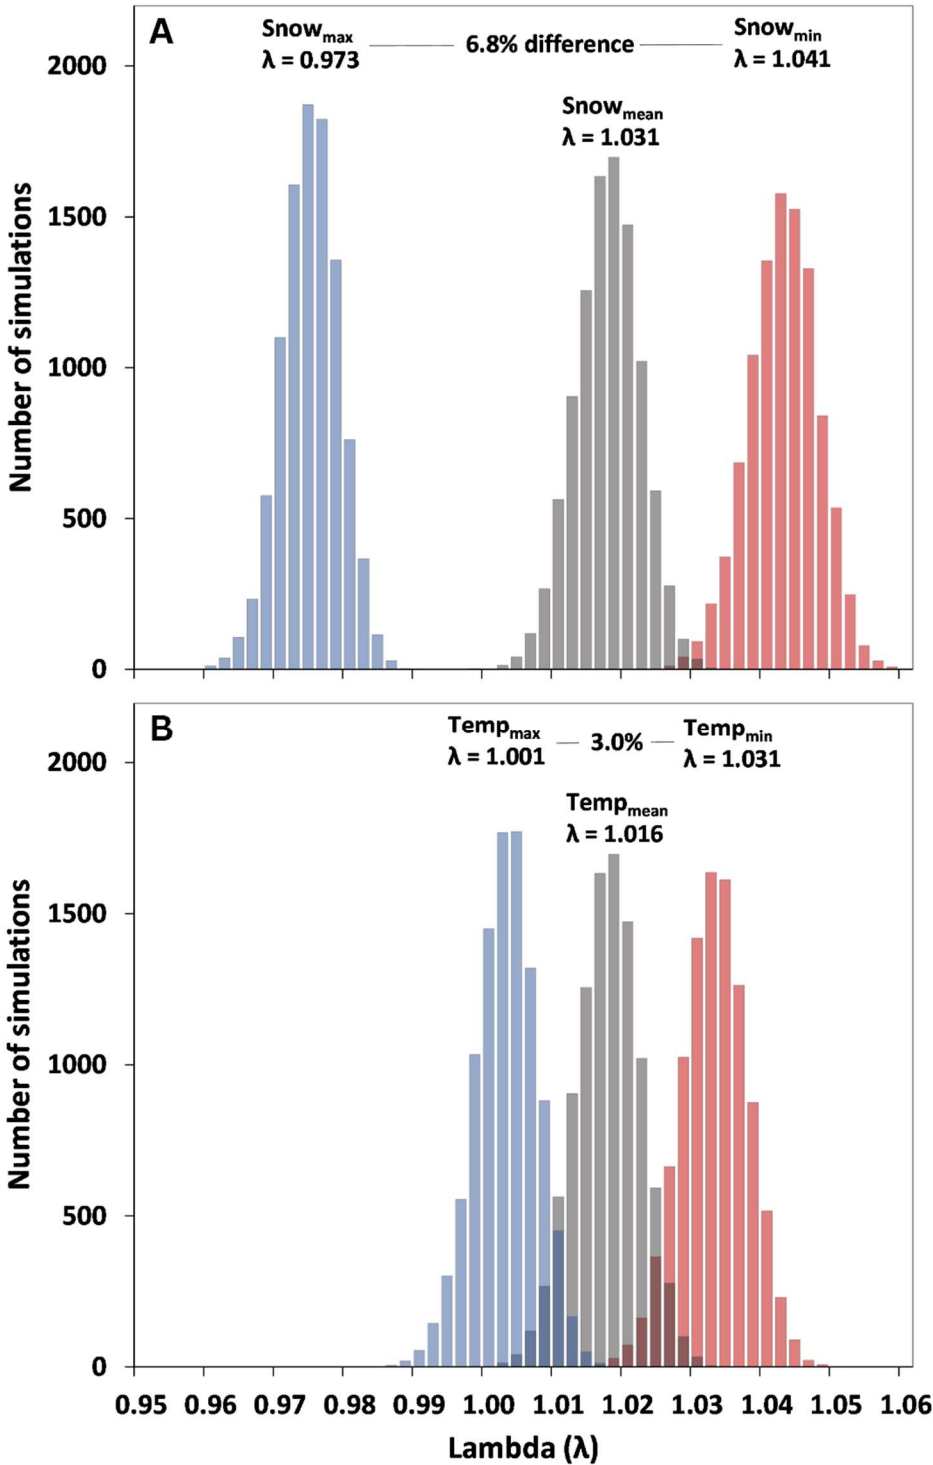 A
Snowmax
λ = 0.973
6.8% difference
Snowmin
λ = 1.041
Snowmean
λ = 1.031
2000
1500
1000
500
0
Number of simulations
B
Tempmax
λ = 1.001
3.0%
Tempmin
λ = 1.031
Tempmean
λ = 1.016
2000
1500
1000
500
0
Number of simulations
0.95 0.96 0.97 0.98 0.99 1.00 1.01 1.02 1.03 1.04 1.05 1.06
Lambda (λ)